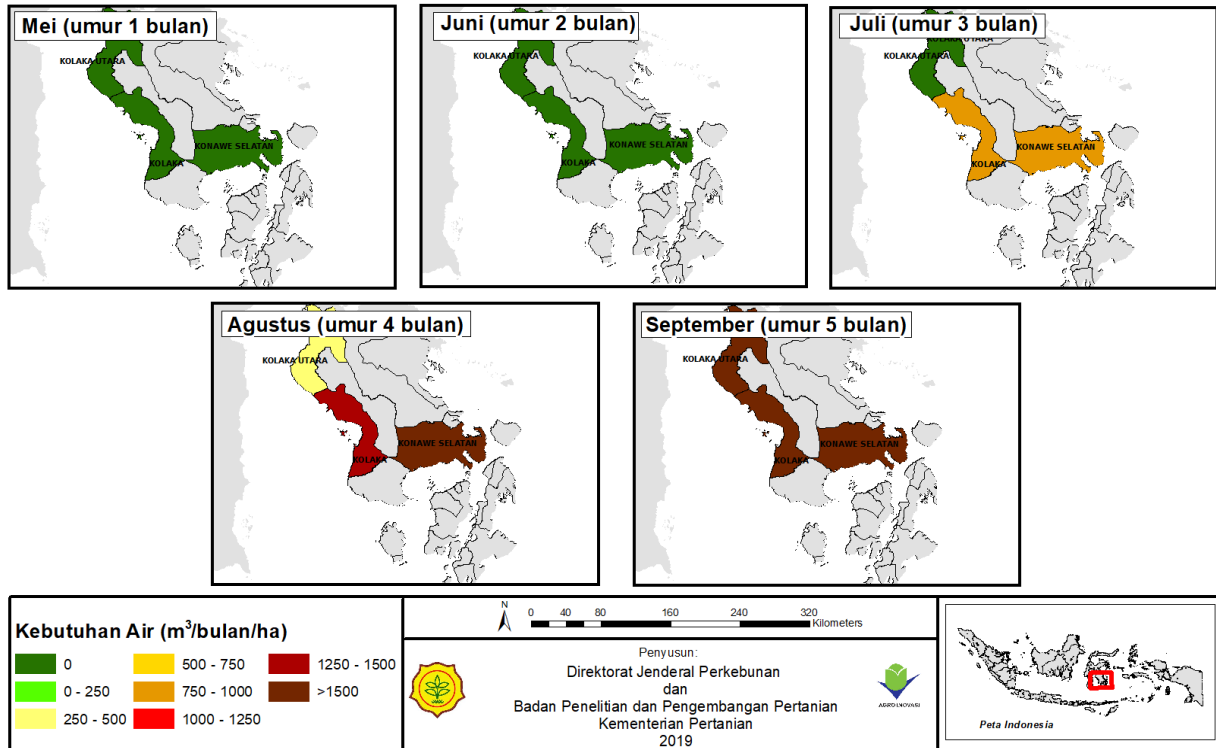 Mei (umur 1 bulan)
KOLAKA UTARA
KONAWE SELATAN
KOLAKA
Juni (umur 2 bulan)
KOLAKA UTARA
KONAWE SELATAN
KOLAKA
Juli (umur 3 bulan)
KOLAKA UTARA
KOLAKA UTARA
KONAWE SELATAN
KOLAKA
Agustus (umur 4 bulan)
KOLAKA UTARA
KONAWE SELATAN
KOLAKA
September (umur 5 bulan)
KOLAKA UTARA
KONAWE SELATAN
KOLAKA
Kebutuhan Air (m³/bulan/ha)
0
0 - 250
250 - 500
500 - 750
750 - 1000
1000 - 1250
1250 - 1500
>1500
N
0 40 80 160 240 320
Kilometers
Penyusun:
Direktorat Jenderal Perkebunan
dan
Badan Penelitian dan Pengembangan Pertanian
Kementerian Pertanian
2019
AGRO INOVASI
Peta Indonesia